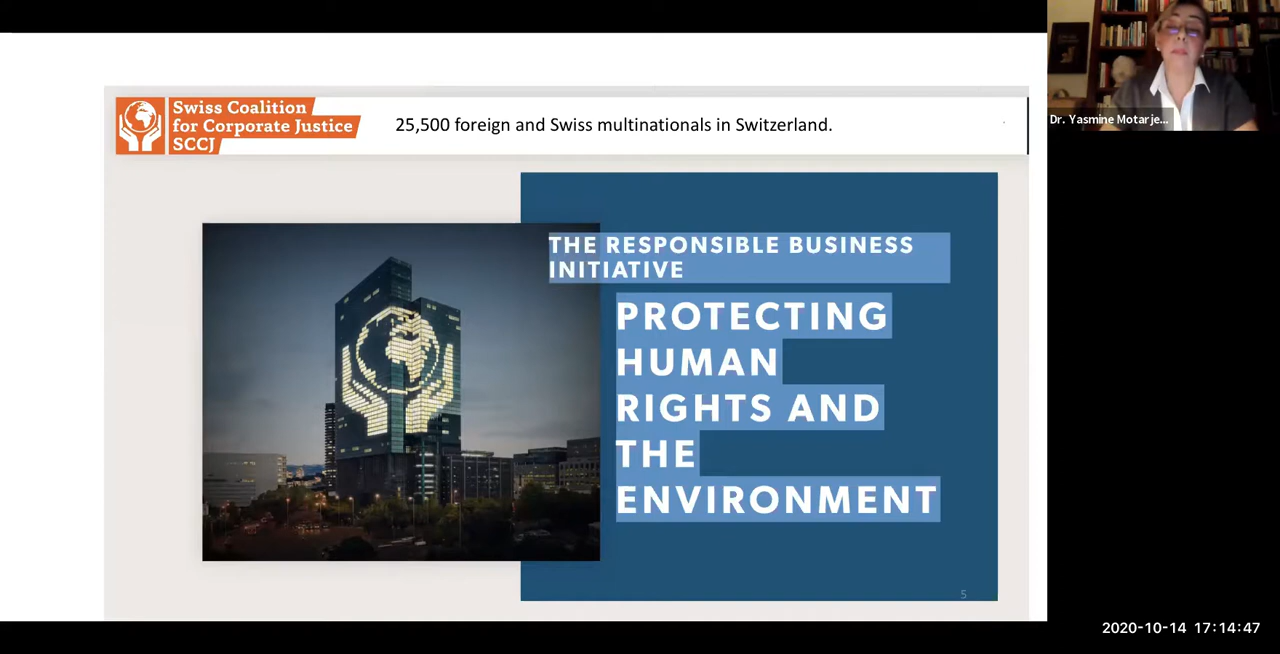 Swiss Coalition
for Corporate Justice
SCCJ
25,500 foreign and Swiss multinationals in Switzerland.
Dr. Yasmine Motarje...
THE RESPONSIBLE BUSINESS
INITIATIVE
PROTECTING
HUMAN
RIGHTS AND
THE
ENVIRONMENT
5
2020-10-14 17:14:47